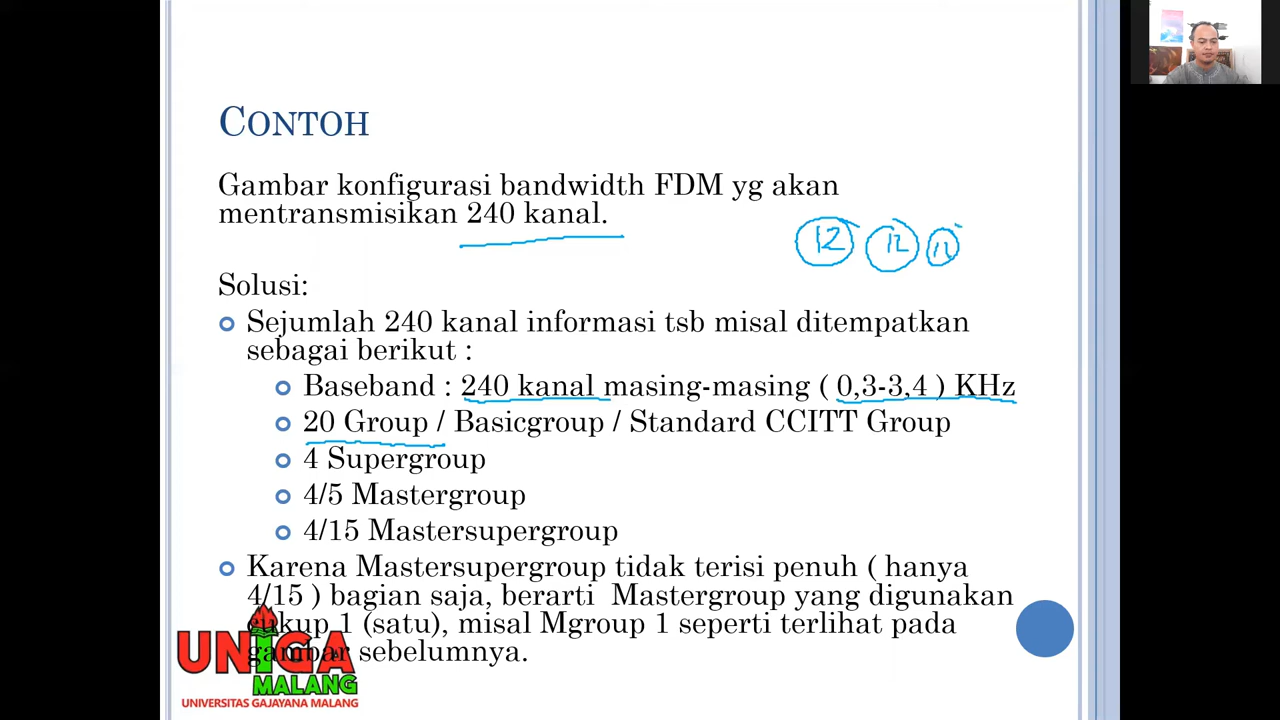 CONTOH
Gambar konfigurasi bandwidth FDM yg akan
mentransmisikan 240 kanal.
12 12 12
Solusi:
Sejumlah 240 kanal informasi tsb misal ditempatkan
sebagai berikut :
Baseband : 240 kanal masing-masing ( 0,3-3,4 ) KHz
20 Group / Basicgroup / Standard CCITT Group
4 Supergroup
4/5 Mastergroup
4/15 Mastersupergroup
Karena Mastersupergroup tidak terisi penuh ( hanya
4/15 ) bagian saja, berarti Mastergroup yang digunakan
cukup 1 (satu), misal Mgroup 1 seperti terlihat pada
gambar sebelumnya.
UNIGA
MALANG
UNIVERSITAS GAJAYANA MALANG